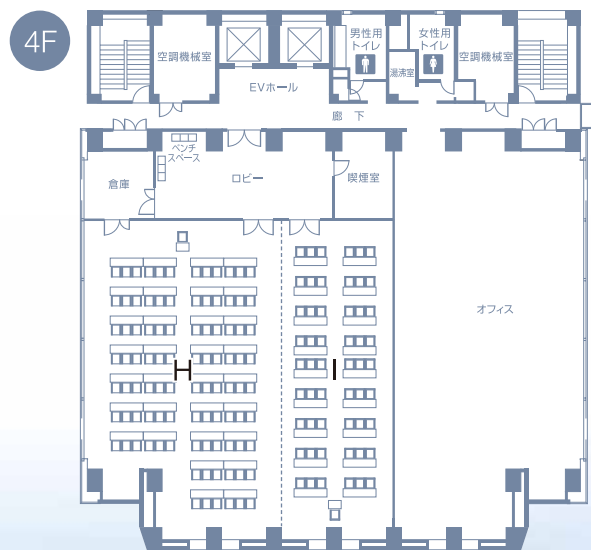 4F
男性用
トイレ
女性用
トイレ
空調機械室
空調機械室
湯沸室
EVホール
廊 下
ベンチ
スペース
倉庫
ロビー
喫煙室
オフィス
H
I